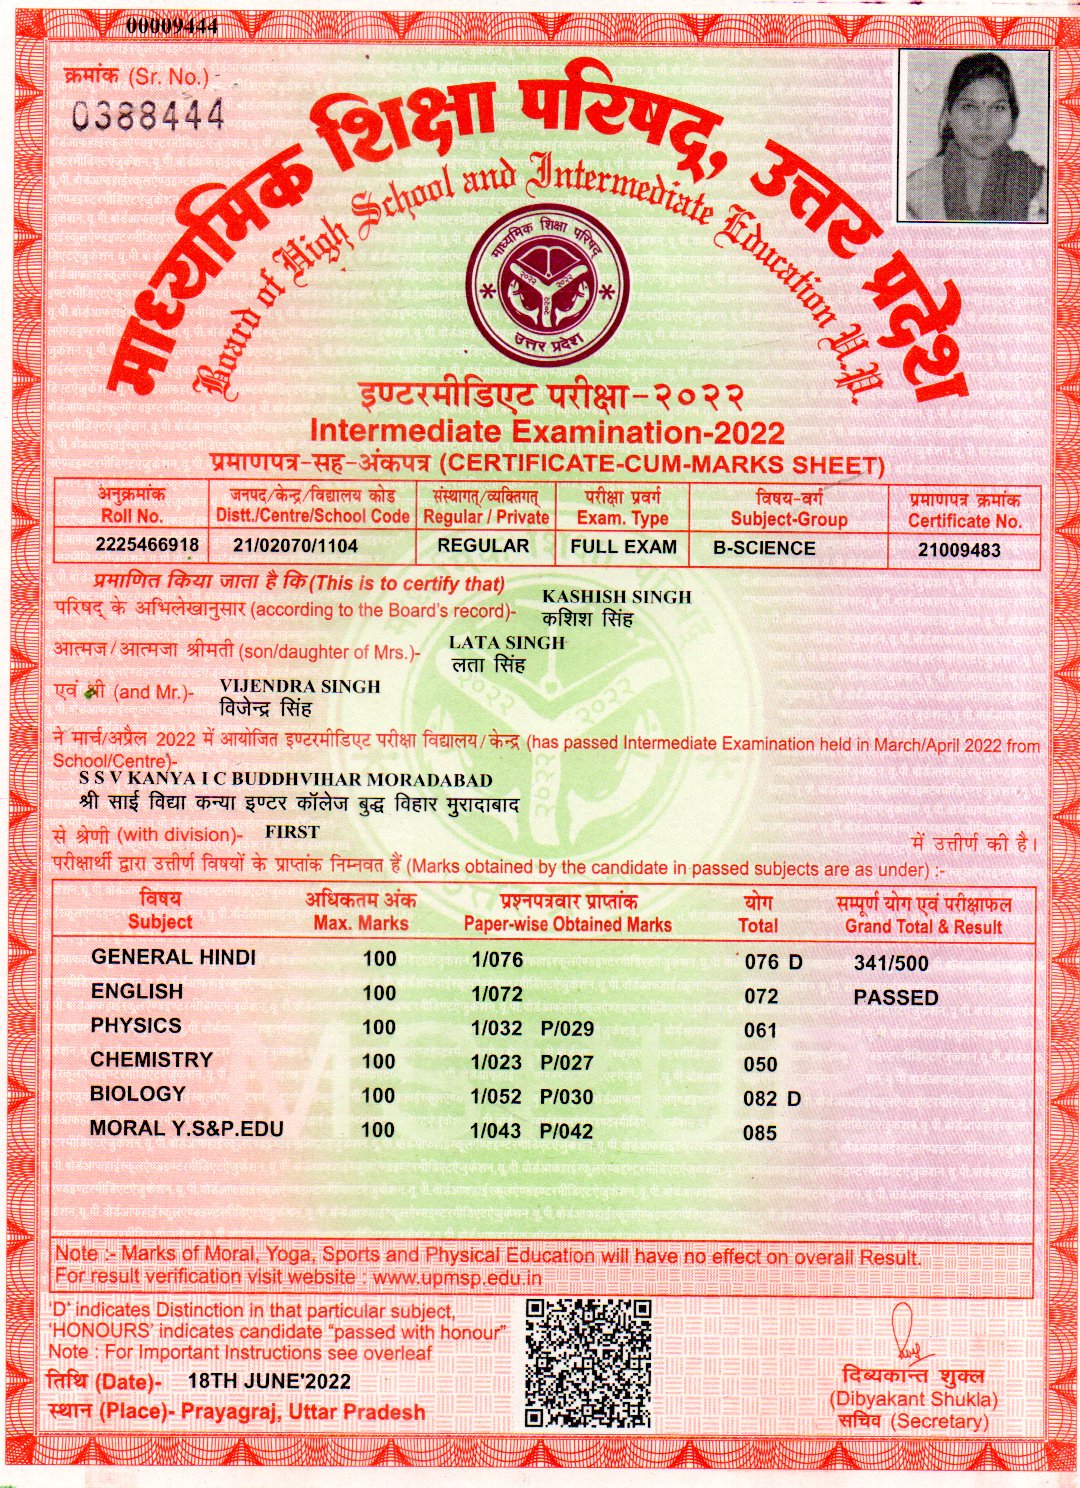 00009444
क्रमांक (Sr. No.) -
0388444
माध्यमिक शिक्षा परिषद्, उत्तर प्रदेश
Board of High School and Intermediate Education U.P.
माध्यमिक शिक्षा परिषद्
२०२२ २०२२
२०२२
उत्तर प्रदेश
इण्टरमीडिएट परीक्षा-२०२२
Intermediate Examination-2022
प्रमाणपत्र-सह-अंकपत्र (CERTIFICATE-CUM-MARKS SHEET)
अनुक्रमांक जनपद/केन्द्र/विद्यालय कोड संस्थागत्/व्यक्तिगत् परीक्षा प्रवर्ग विषय-वर्ग प्रमाणपत्र क्रमांक
Roll No. Distt./Centre/School Code Regular / Private Exam. Type Subject-Group Certificate No.
2225466918 21/02070/1104 REGULAR FULL EXAM B-SCIENCE 21009483
प्रमाणित किया जाता है कि (This is to certify that)
KASHISH SINGH
परिषद् के अभिलेखानुसार (according to the Board's record)- कशिश सिंह
LATA SINGH
आत्मज/आत्मजा श्रीमती (son/daughter of Mrs.)- लता सिंह
एवं श्री (and Mr.)- VIJENDRA SINGH
विजेन्द्र सिंह
ने मार्च/अप्रैल 2022 में आयोजित इण्टरमीडिएट परीक्षा विद्यालय/केन्द्र (has passed Intermediate Examination held in March/April 2022 from
School/Centre)-
S S V KANYA I C BUDDHVIHAR MORADABAD
श्री साई विद्या कन्या इण्टर कॉलेज बुद्ध विहार मुरादाबाद
से श्रेणी (with division)- FIRST में उत्तीर्ण की है।
परीक्षार्थी द्वारा उत्तीर्ण विषयों के प्राप्तांक निम्नवत हैं (Marks obtained by the candidate in passed subjects are as under) :-
विषय अधिकतम अंक प्रश्नपत्रवार प्राप्तांक योग सम्पूर्ण योग एवं परीक्षाफल
Subject Max. Marks Paper-wise Obtained Marks Total Grand Total & Result
GENERAL HINDI 100 1/076 076 D 341/500
ENGLISH 100 1/072 072 PASSED
PHYSICS 100 1/032 P/029 061
CHEMISTRY 100 1/023 P/027 050
BIOLOGY 100 1/052 P/030 082 D
MORAL Y.S&P.EDU 100 1/043 P/042 085
Note :- Marks of Moral, Yoga, Sports and Physical Education will have no effect on overall Result.
For result verification visit website : www.upmsp.edu.in
'D' indicates Distinction in that particular subject,
'HONOURS' indicates candidate "passed with honour"
Note : For Important Instructions see overleaf
तिथि (Date)- 18TH JUNE'2022
स्थान (Place)- Prayagraj, Uttar Pradesh
दिब्यकान्त शुक्ल
(Dibyakant Shukla)
सचिव (Secretary)